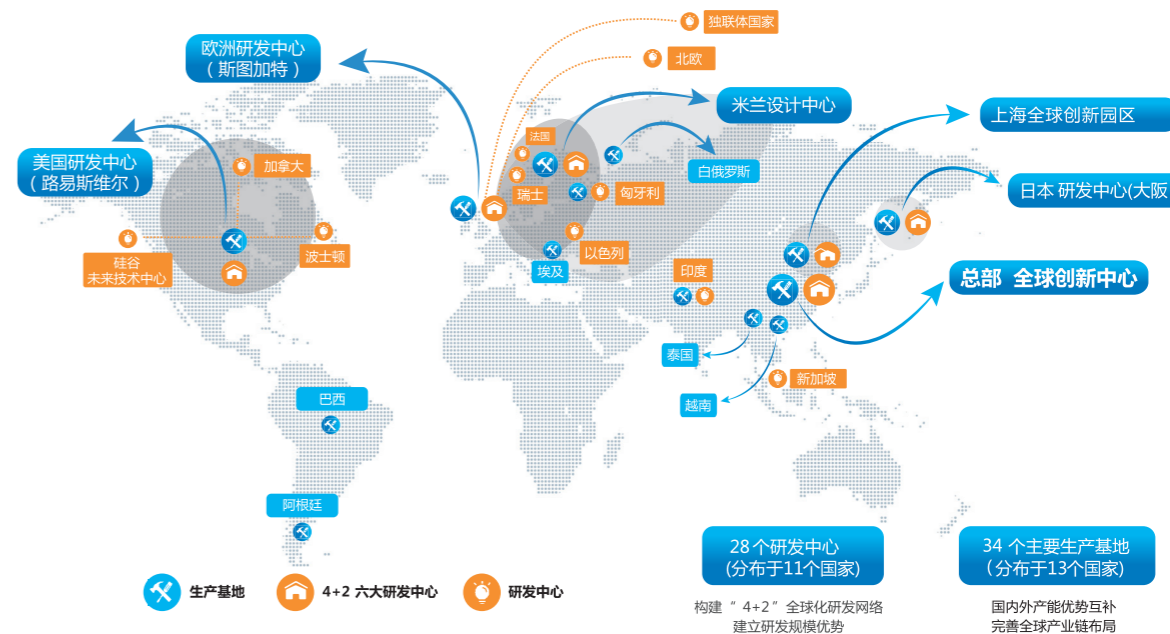 独联体国家
北欧
欧洲研发中心
（斯图加特）
米兰设计中心
上海全球创新园区
法国
美国研发中心
（路易斯维尔）
加拿大
白俄罗斯
瑞士
匈牙利
日本 研发中心(大阪
硅谷
未来技术中心
波士顿
以色列
埃及
印度
总部 全球创新中心
泰国
新加坡
越南
巴西
阿根廷
28个研发中心
(分布于11个国家)
34 个主要生产基地
（分布于13个国家）
生产基地
4+2 六大研发中心
研发中心
构建“ 4+2”全球化研发网络
建立研发规模优势
国内外产能优势互补
完善全球产业链布局